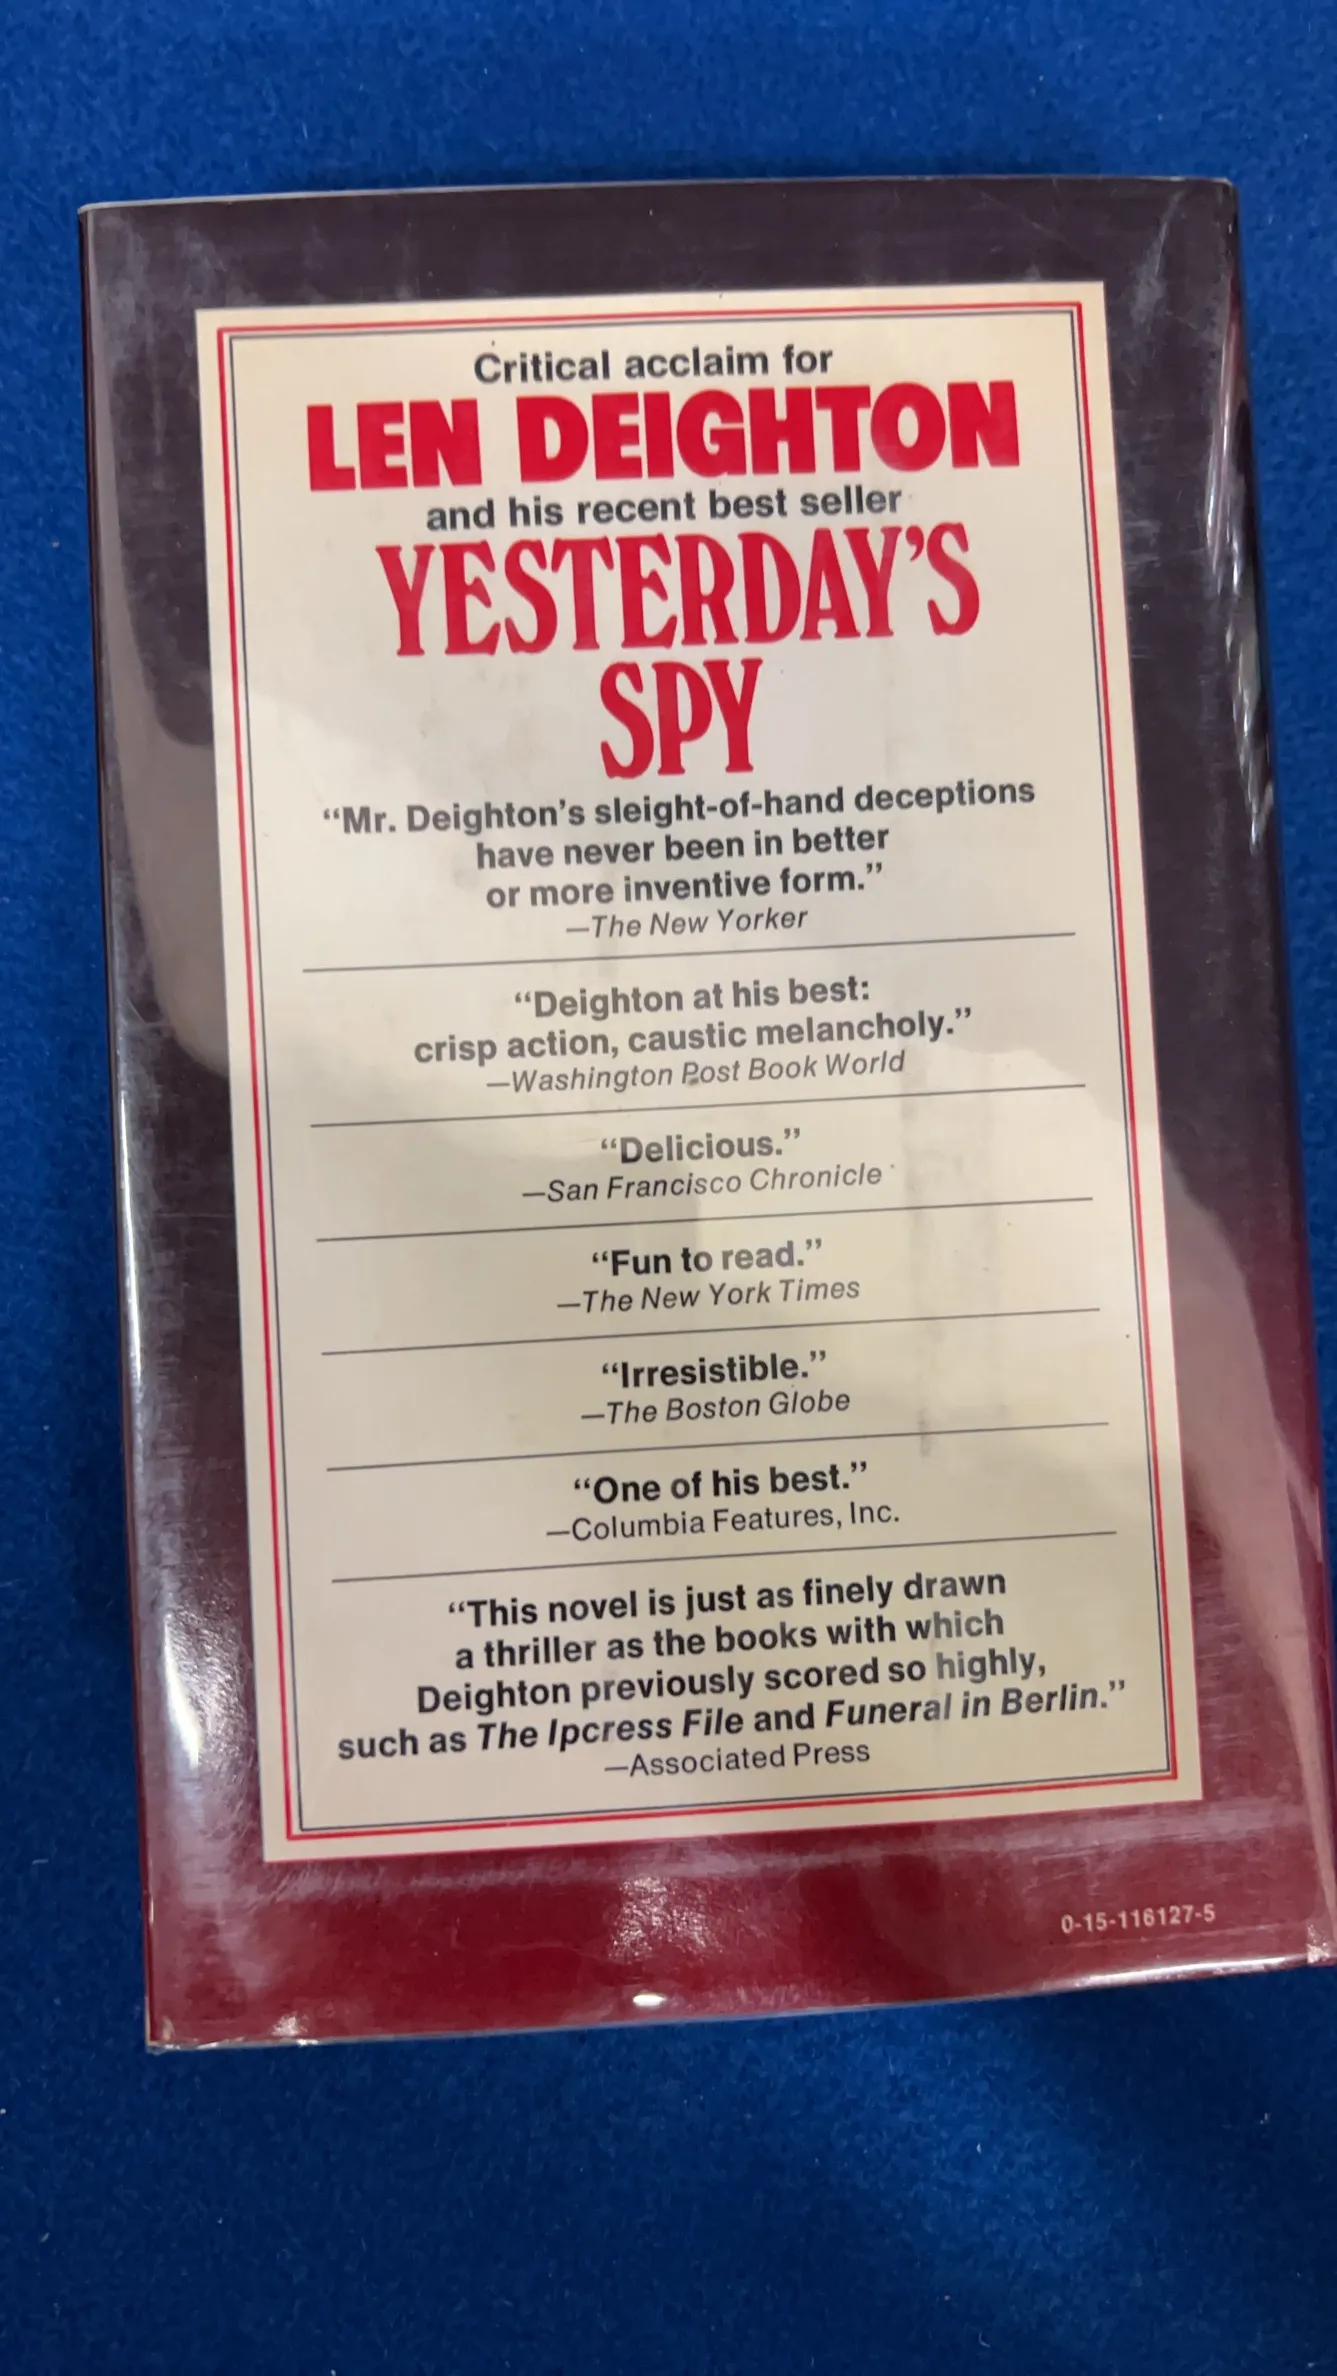 Critical acclaim for
LEN DEIGHTON
and his recent best seller
YESTERDAY'S
SPY
“Mr. Deighton's sleight-of-hand deceptions
have never been in better
or more inventive form.”
—The New Yorker
“Deighton at his best:
crisp action, caustic melancholy.”
—Washington Post Book World
“Delicious.”
—San Francisco Chronicle
“Fun to read.”
—The New York Times
“Irresistible.”
—The Boston Globe
“One of his best.”
—Columbia Features, Inc.
“This novel is just as finely drawn
a thriller as the books with which
Deighton previously scored so highly,
such as The Ipcress File and Funeral in Berlin.”
—Associated Press
0-15-116127-5